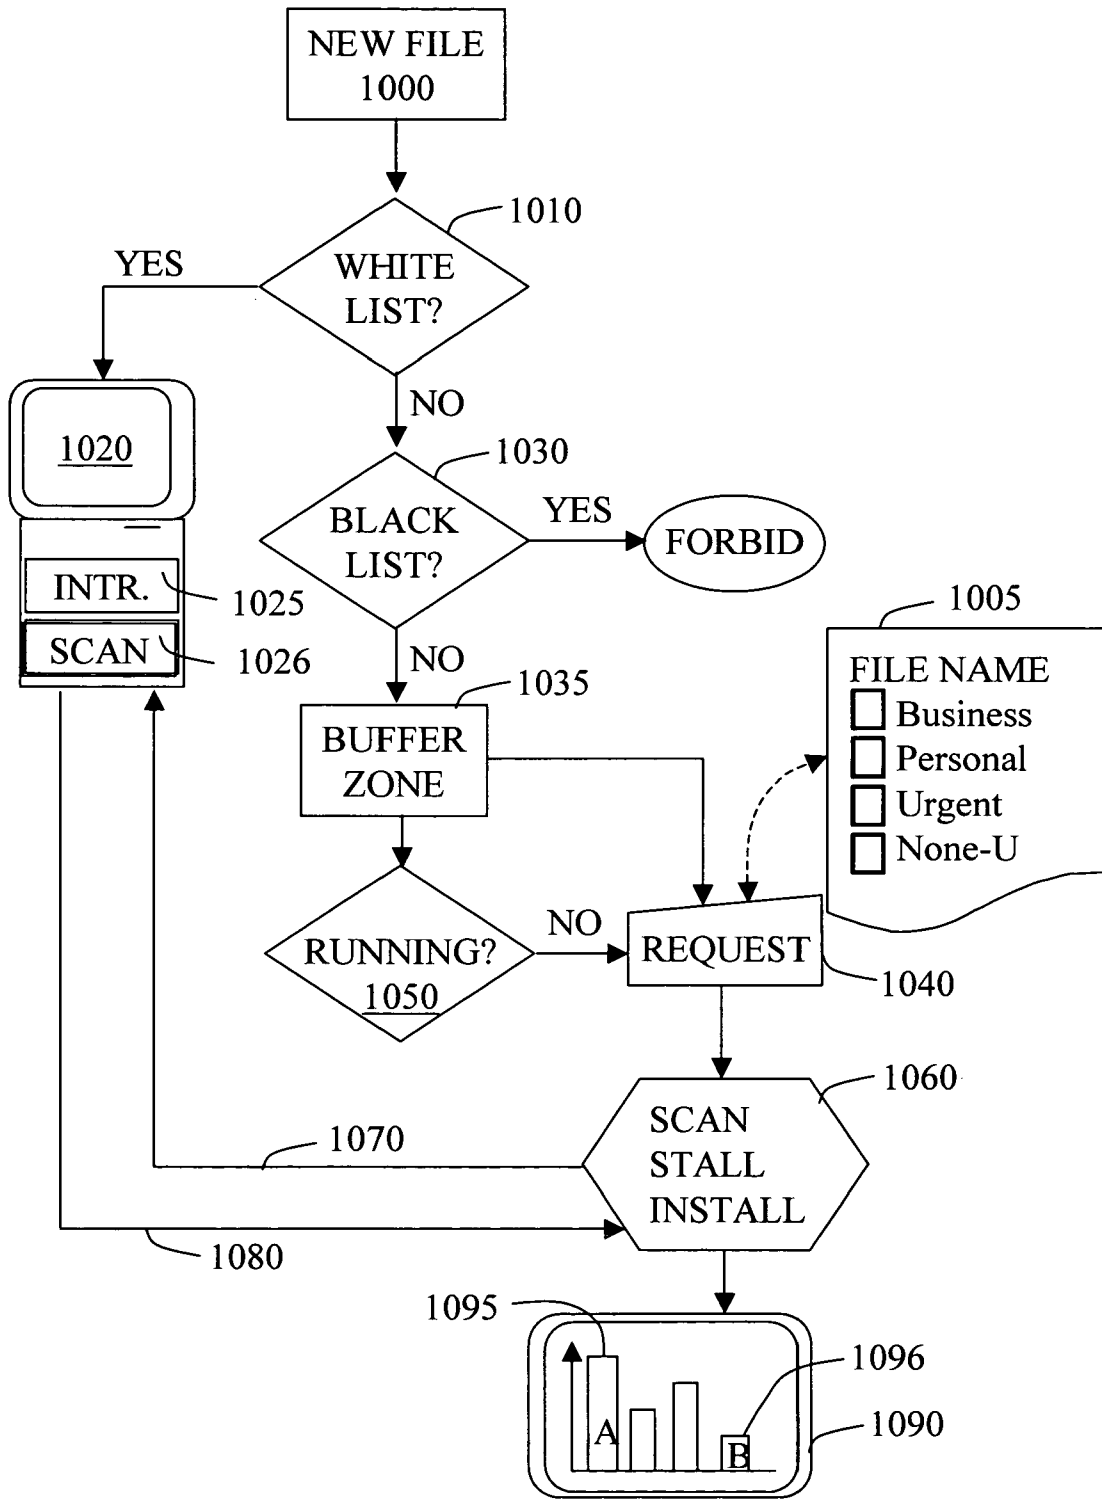 NEW FILE
1000
1010
YES
WHITE
LIST?
NO
1020
1030
BLACK
LIST?
YES
FORBID
INTR.
1025
SCAN
1026
NO
1005
FILE NAME
Business
Personal
Urgent
None-U
1035
BUFFER
ZONE
RUNNING?
1050
NO
REQUEST
1040
1060
SCAN
STALL
INSTALL
1070
1080
1095
1096
A
B
1090